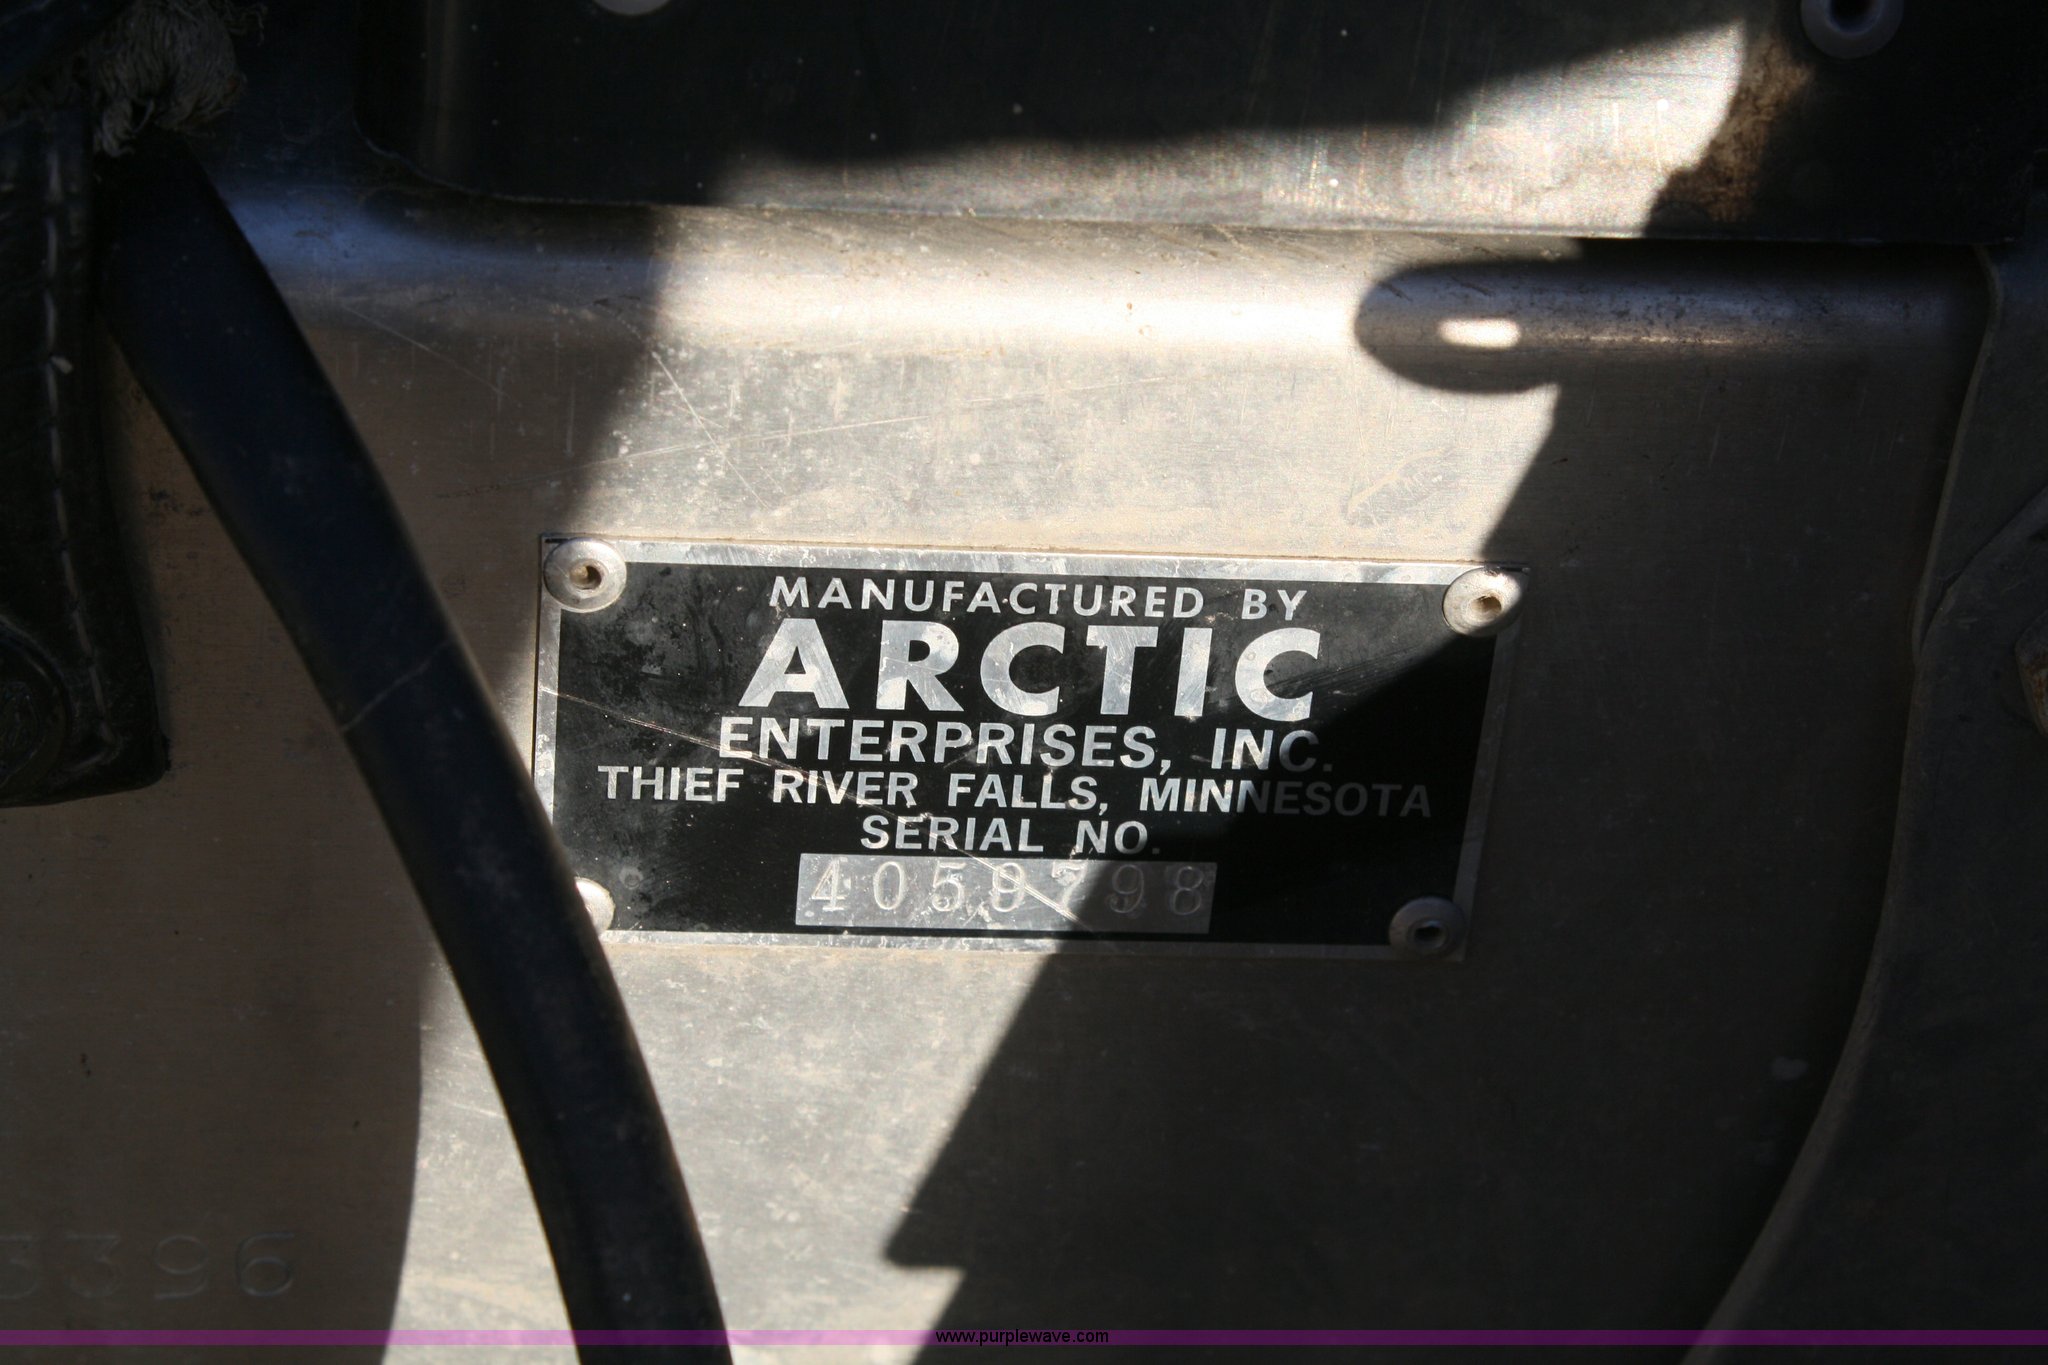 MANUFACTURED BY
ARCTIC
ENTERPRISES, INC.
THIEF RIVER FALLS, MINNESOTA
SERIAL NO.
4059798
3396
www.purplewave.com